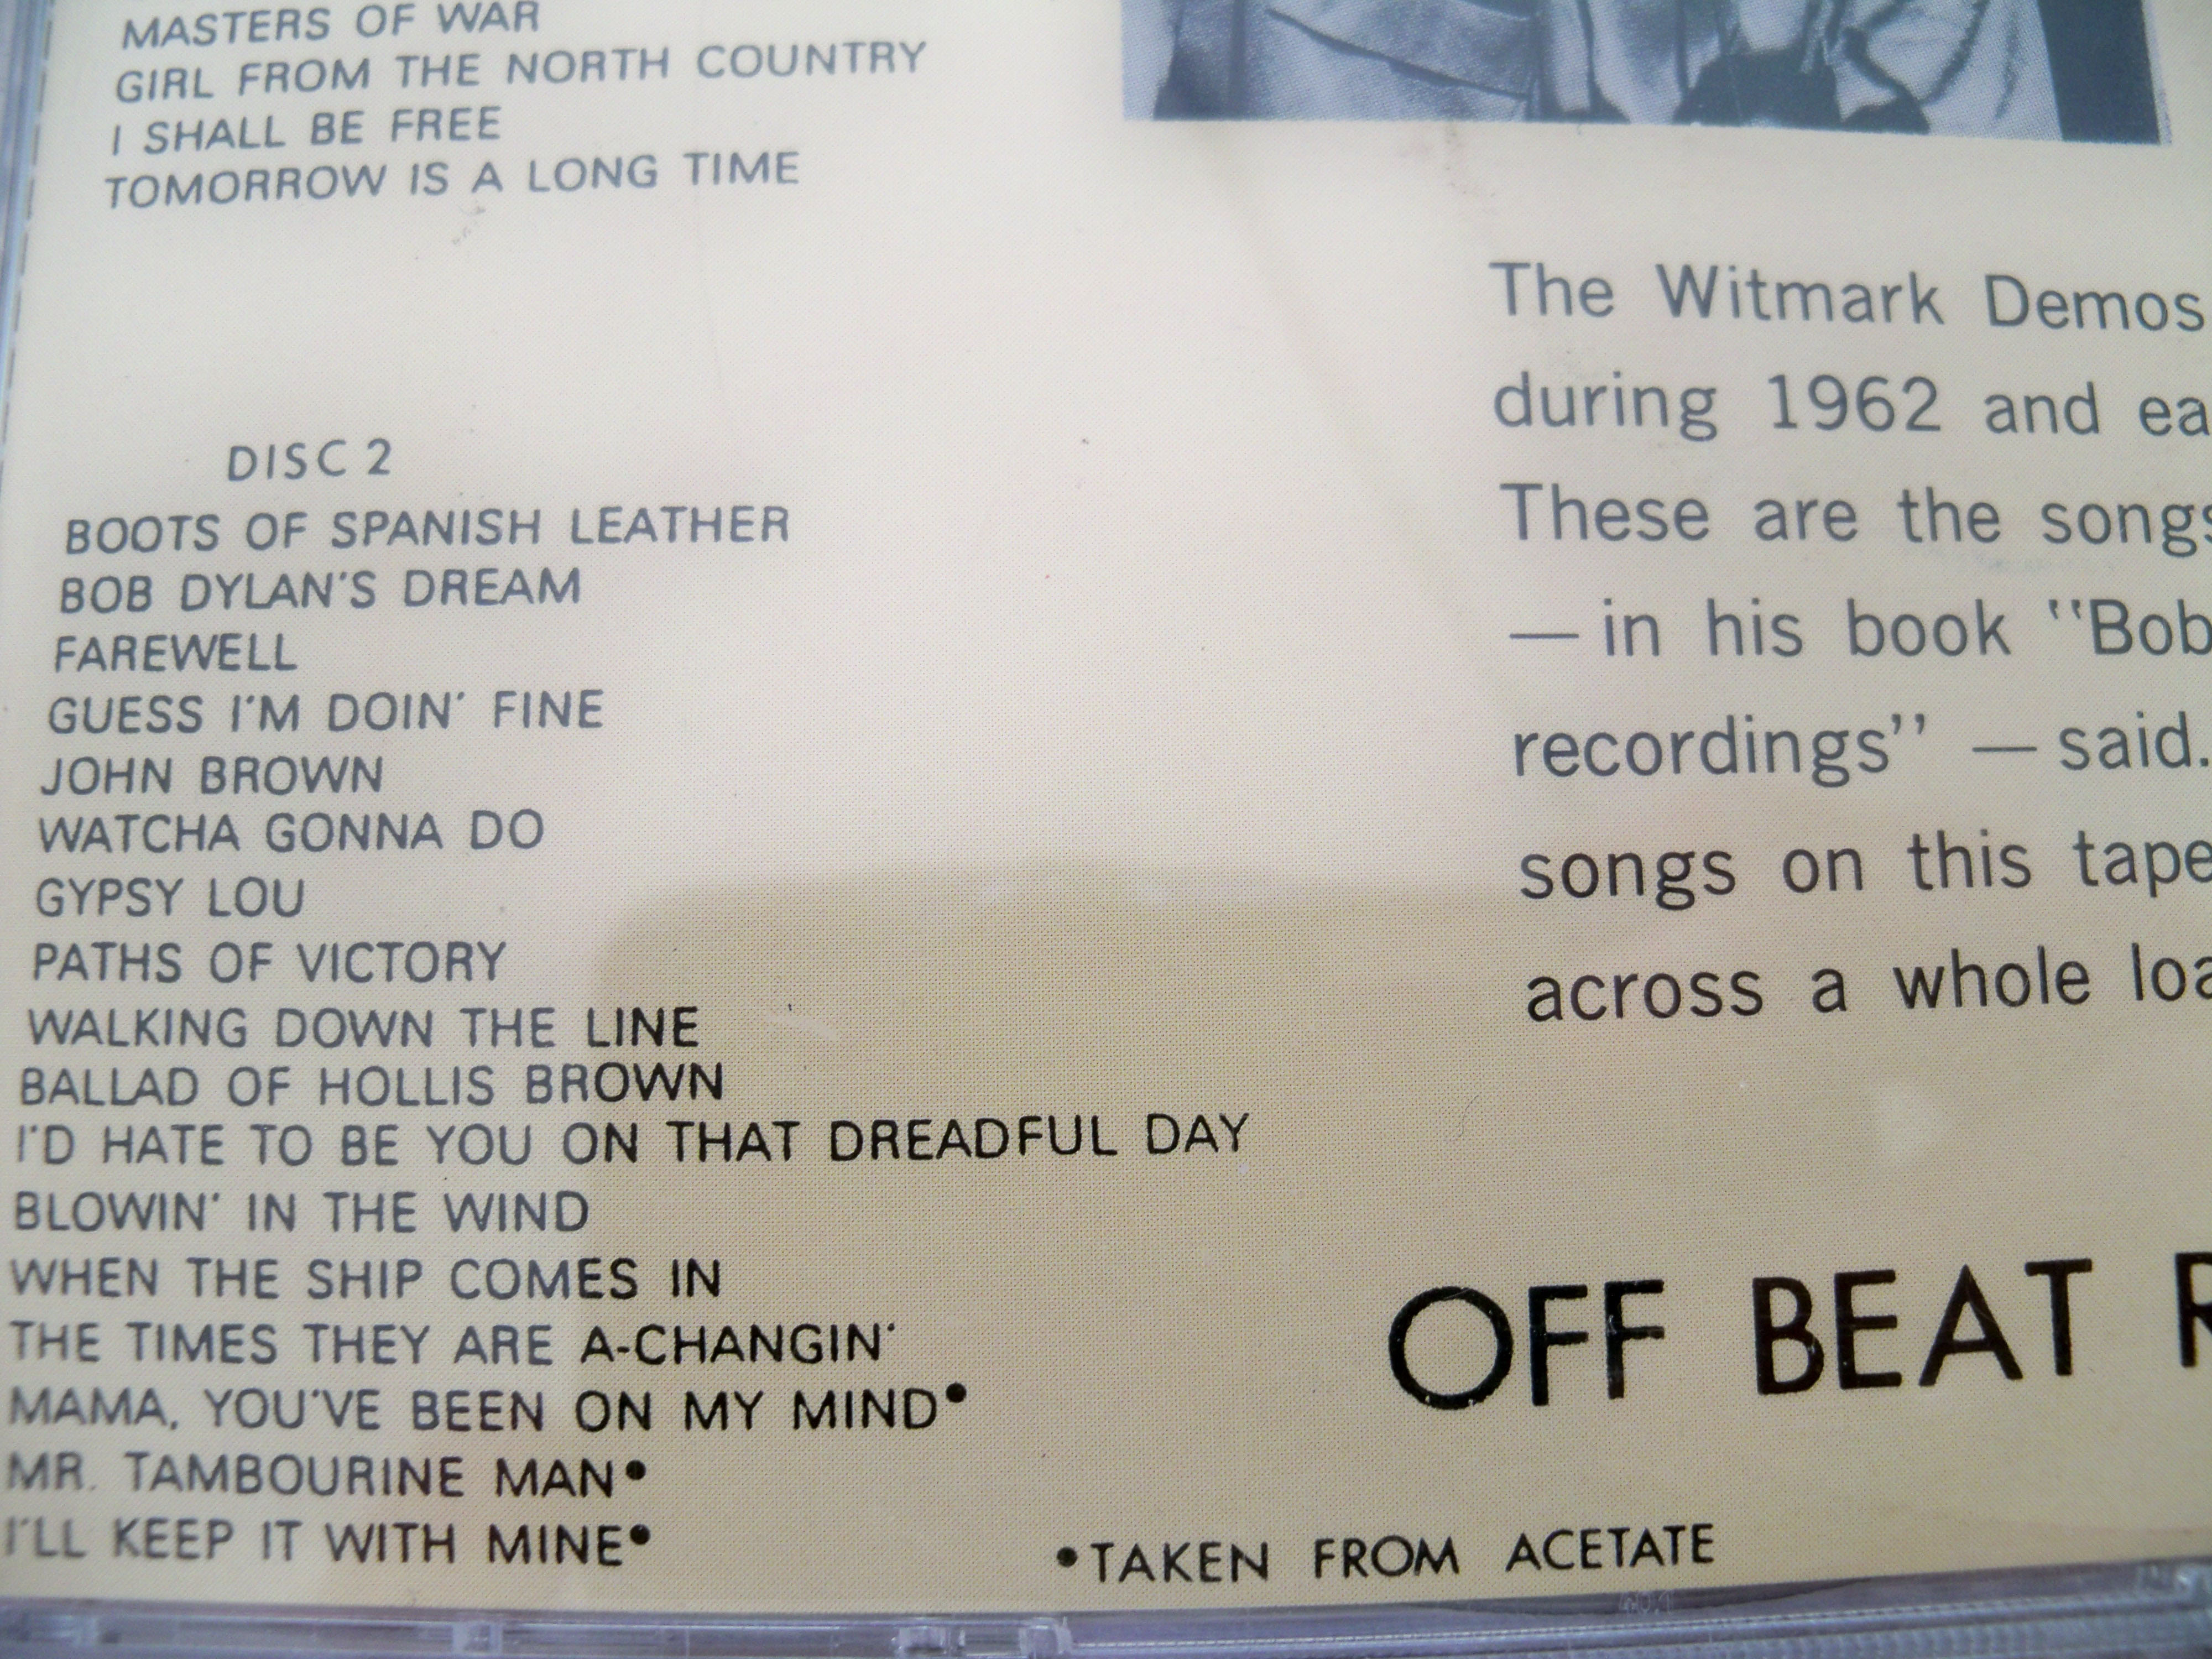 MASTERS OF WAR
GIRL FROM THE NORTH COUNTRY
I SHALL BE FREE
TOMORROW IS A LONG TIME
DISC 2
BOOTS OF SPANISH LEATHER
BOB DYLAN'S DREAM
FAREWELL
GUESS I'M DOIN' FINE
JOHN BROWN
WATCHA GONNA DO
GYPSY LOU
PATHS OF VICTORY
WALKING DOWN THE LINE
BALLAD OF HOLLIS BROWN
I'D HATE TO BE YOU ON THAT DREADFUL DAY
BLOWIN' IN THE WIND
WHEN THE SHIP COMES IN
THE TIMES THEY ARE A-CHANGIN'
MAMA, YOU'VE BEEN ON MY MIND•
MR. TAMBOURINE MAN•
I'LL KEEP IT WITH MINE•
The Witmark Demos
during 1962 and ea
These are the songs
— in his book "Bob
recordings" — said.
songs on this tape
across a whole loa
OFF BEAT R
•TAKEN FROM ACETATE